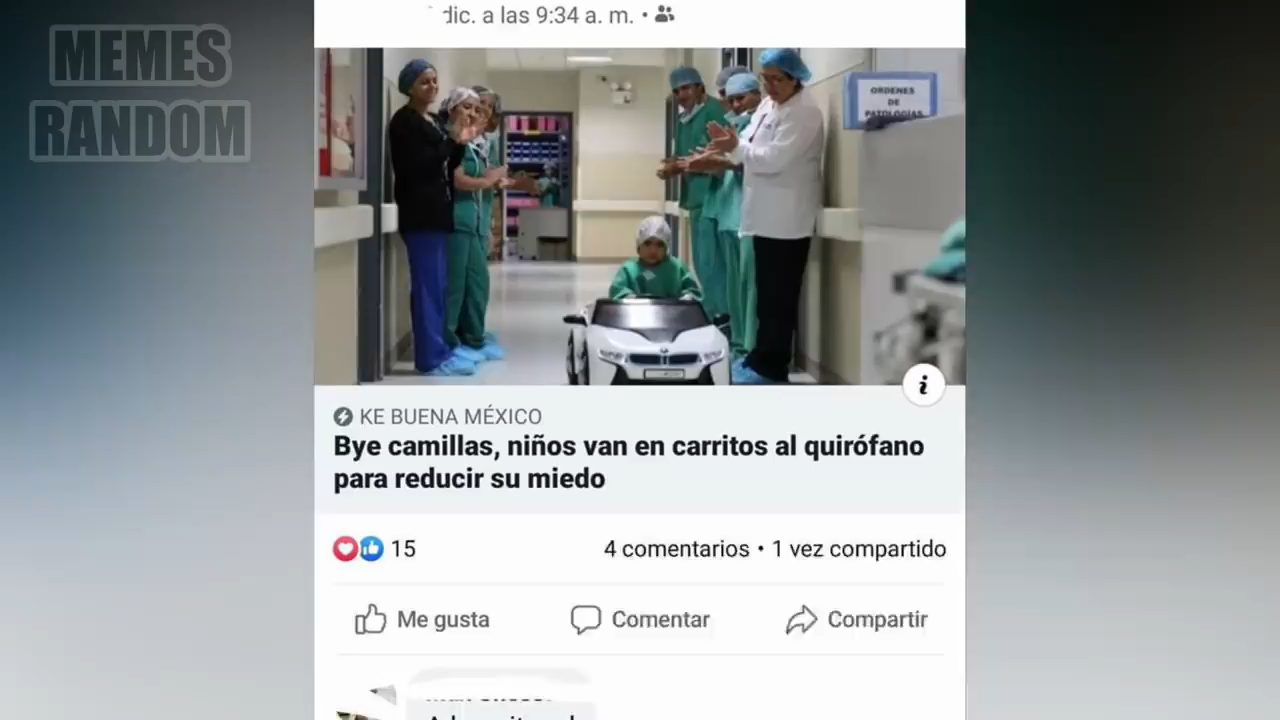 MEMES
RANDOM
dic. a las 9:34 a. m. •
ORDENES
DE
PATOLOGÍAS
KE BUENA MÉXICO
Bye camillas, niños van en carritos al quirófano
para reducir su miedo
15
4 comentarios • 1 vez compartido
Me gusta
Comentar
Compartir